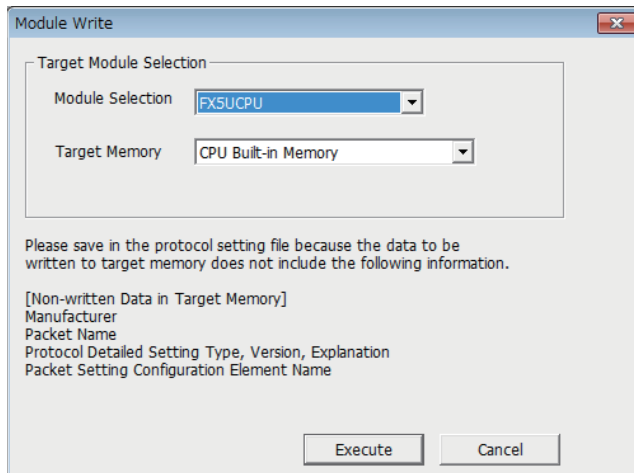 Module Write
Target Module Selection
Module Selection
FX5UCPU
Target Memory
CPU Built-in Memory
Please save in the protocol setting file because the data to be
written to target memory does not include the following information.
[Non-written Data in Target Memory]
Manufacturer
Packet Name
Protocol Detailed Setting Type, Version, Explanation
Packet Setting Configuration Element Name
Execute
Cancel